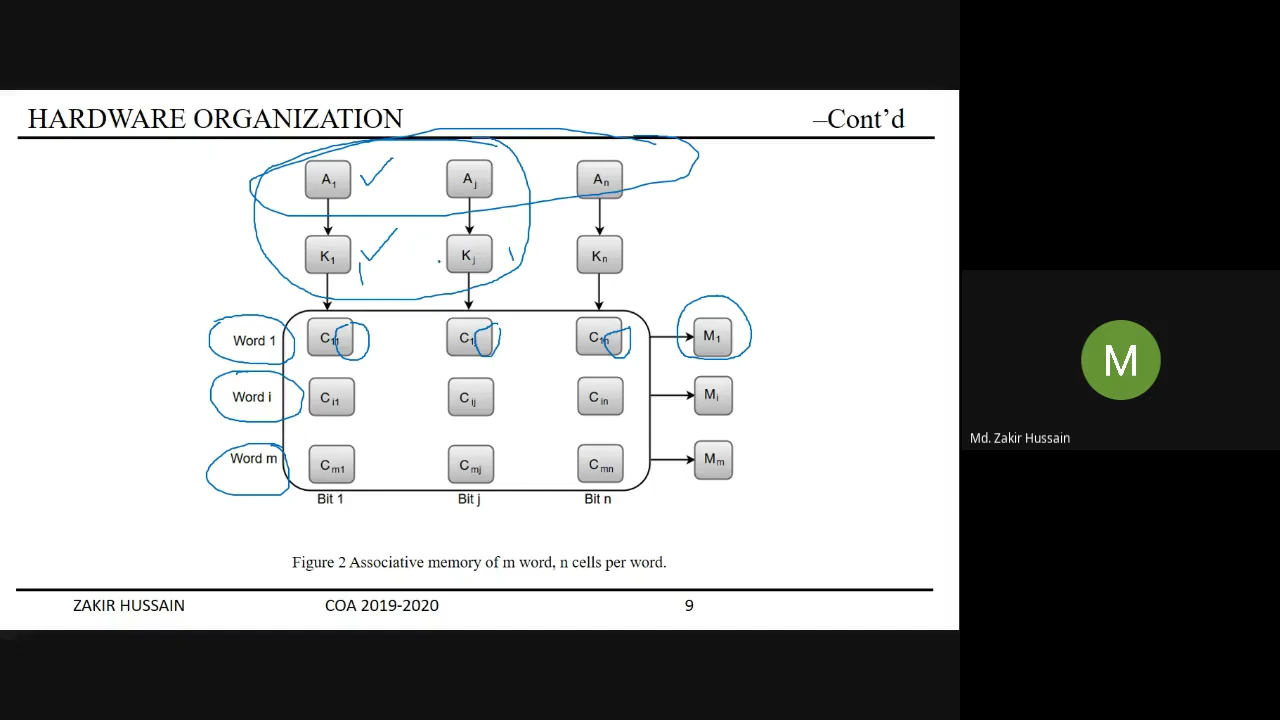 HARDWARE ORGANIZATION –Cont’d
A1 Aj An
K1 Kj Kn
Word 1 C11 C1j C1n M1
Word i Ci1 Cij Cin Mi
Word m Cm1 Cmj Cmn Mm
Bit 1 Bit j Bit n
Figure 2 Associative memory of m word, n cells per word.
ZAKIR HUSSAIN COA 2019-2020 9
M
Md. Zakir Hussain